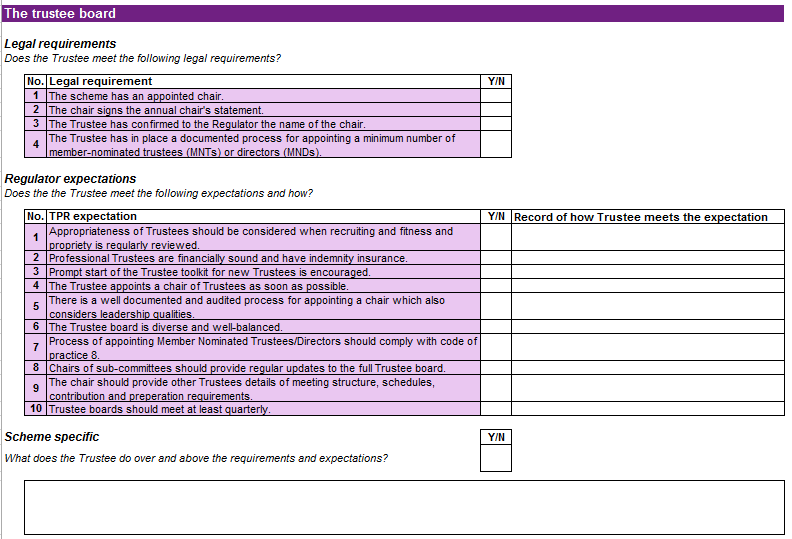 The trustee board
Legal requirements
Does the Trustee meet the following legal requirements?
No. Legal requirement Y/N
1 The scheme has an appointed chair.
2 The chair signs the annual chair's statement.
3 The Trustee has confirmed to the Regulator the name of the chair.
4 The Trustee has in place a documented process for appointing a minimum number of
member-nominated trustees (MNTs) or directors (MNDs).
Regulator expectations
Does the the Trustee meet the following expectations and how?
No. TPR expectation Y/N Record of how Trustee meets the expectation
1 Appropriateness of Trustees should be considered when recruiting and fitness and
propriety is regularly reviewed.
2 Professional Trustees are financially sound and have indemnity insurance.
3 Prompt start of the Trustee toolkit for new Trustees is encouraged.
4 The Trustee appoints a chair of Trustees as soon as possible.
5 There is a well documented and audited process for appointing a chair which also
considers leadership qualities.
6 The Trustee board is diverse and well-balanced.
7 Process of appointing Member Nominated Trustees/Directors should comply with code of
practice 8.
8 Chairs of sub-committees should provide regular updates to the full Trustee board.
9 The chair should provide other Trustees details of meeting structure, schedules,
contribution and preperation requirements.
10 Trustee boards should meet at least quarterly.
Scheme specific Y/N
What does the Trustee do over and above the requirements and expectations?